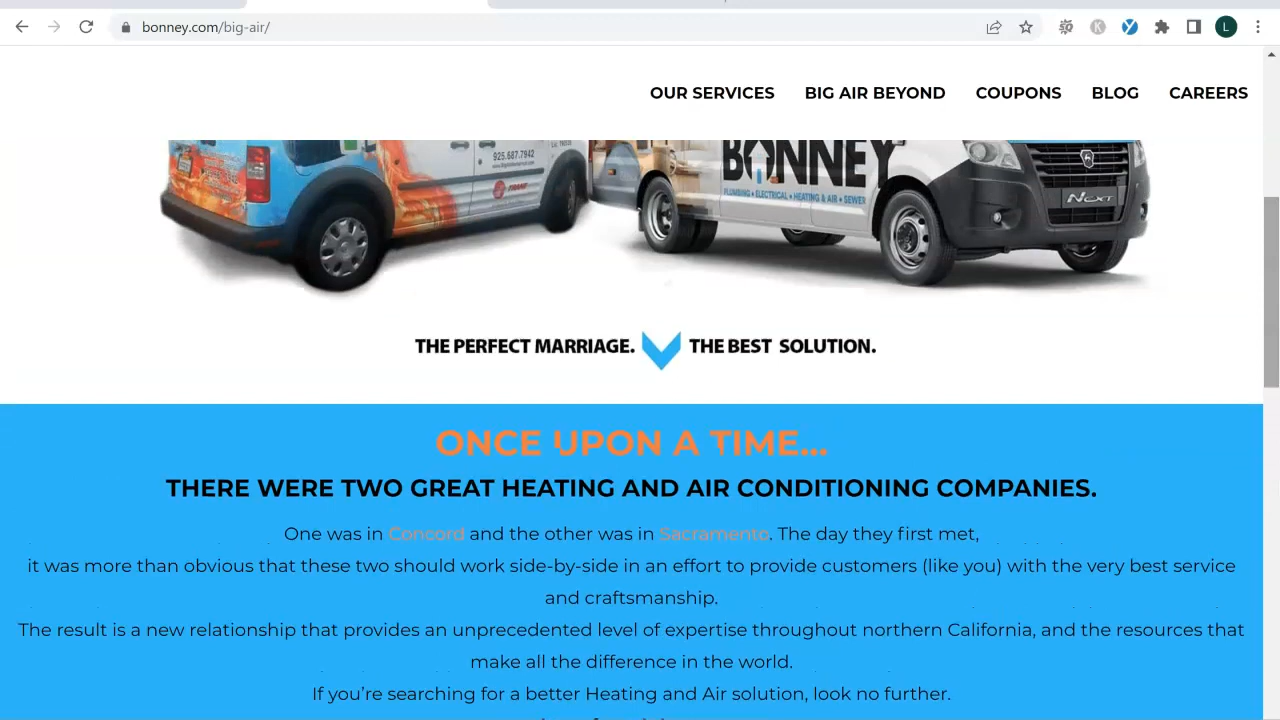 bonney.com/big-air/
L
OUR SERVICES
BIG AIR BEYOND
COUPONS
BLOG
CAREERS
925.687.7942
BONNEY
PLUMBING • ELECTRICAL • HEATING & AIR • SEWER
NEXT
THE PERFECT MARRIAGE. THE BEST SOLUTION.
ONCE UPON A TIME...
THERE WERE TWO GREAT HEATING AND AIR CONDITIONING COMPANIES.
One was in Concord and the other was in Sacramento. The day they first met,
it was more than obvious that these two should work side-by-side in an effort to provide customers (like you) with the very best service
and craftsmanship.
The result is a new relationship that provides an unprecedented level of expertise throughout northern California, and the resources that
make all the difference in the world.
If you're searching for a better Heating and Air solution, look no further.